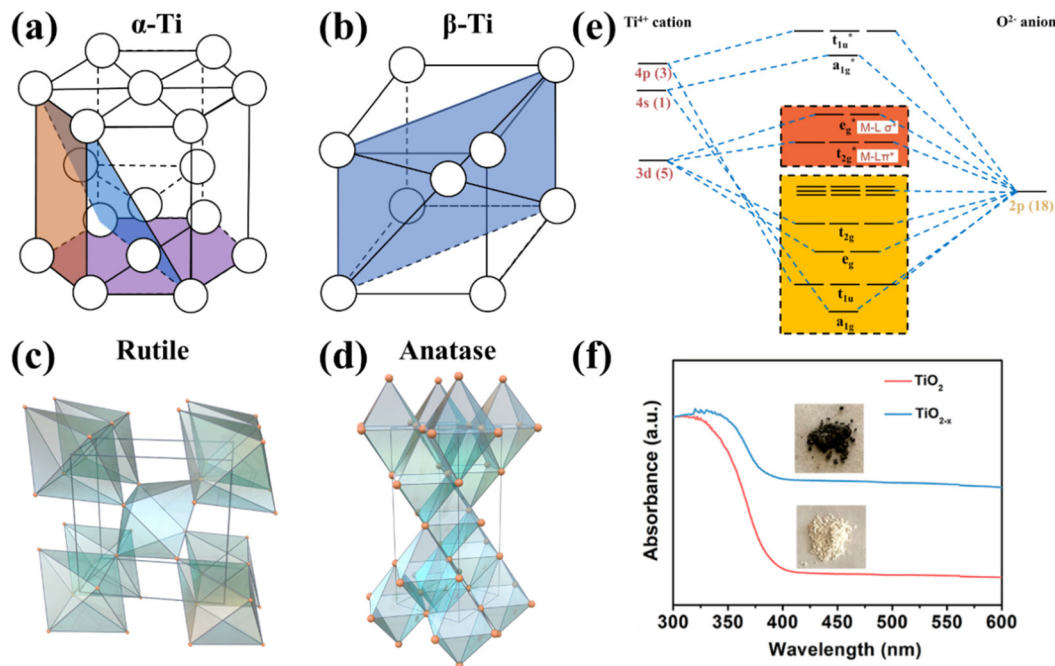 (a)
α-Ti
(b)
β-Ti
(e)
Ti⁴⁺ cation
O²⁻ anion
t₁ᵤ*
4p (3)
a₁g*
4s (1)
eg*
M-L σ*
t₂g*
M-Lπ*
3d (5)
2p (18)
t₂g
eg
t₁ᵤ
a₁g
(c)
Rutile
(d)
Anatase
(f)
TiO₂
TiO₂₋ₓ
Absorbance (a.u.)
300 350 400 450 500 550 600
Wavelength (nm)